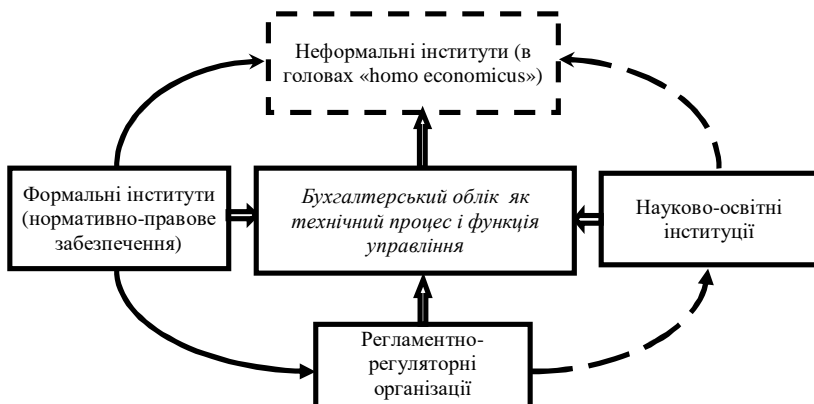 Неформальні інститути (в
головах «homo economicus»)
Формальні інститути
(нормативно-правове
забезпечення)
Бухгалтерський облік як
технічний процес і функція
управління
Науково-освітні
інституції
Регламентно-
регуляторні
організації